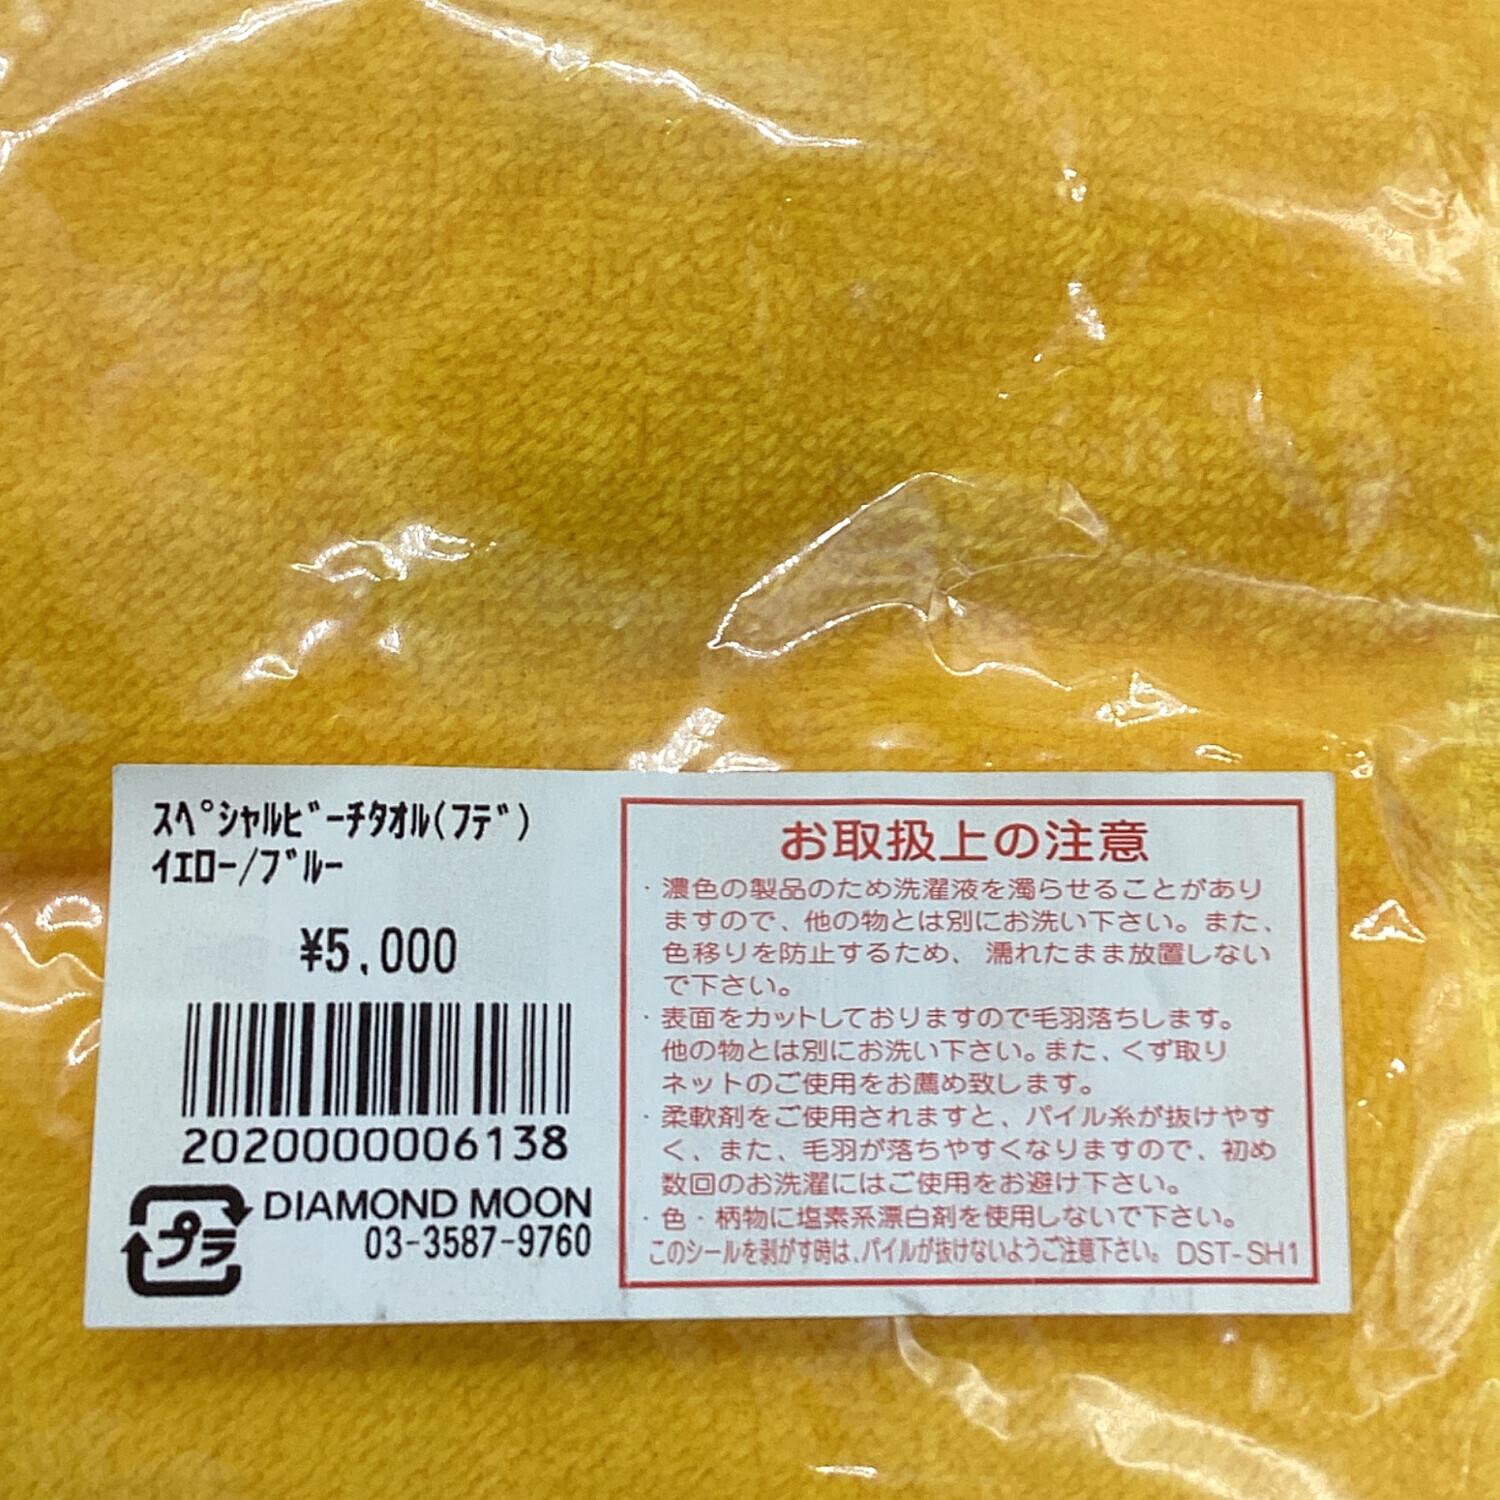 ｽﾍﾟｼｬﾙﾋﾞｰﾁﾀｵﾙ(ﾌﾃﾞ)
ｲｴﾛｰ/ﾌﾞﾙｰ
¥5,000
2020000006138
プラ
DIAMOND MOON
03-3587-9760
お取扱上の注意
・濃色の製品のため洗濯液を濁らせることがあり
ますので、他の物とは別にお洗い下さい。また、
色移りを防止するため、濡れたまま放置しない
で下さい。
・表面をカットしておりますので毛羽落ちします。
他の物とは別にお洗い下さい。また、くず取り
ネットのご使用をお薦め致します。
・柔軟剤をご使用されますと、パイル糸が抜けやす
く、また、毛羽が落ちやすくなりますので、初め
数回のお洗濯にはご使用をお避け下さい。
・色・柄物に塩素系漂白剤を使用しないで下さい。
このシールを剥がす時は、パイルが抜けないようご注意下さい。 DST-SH1